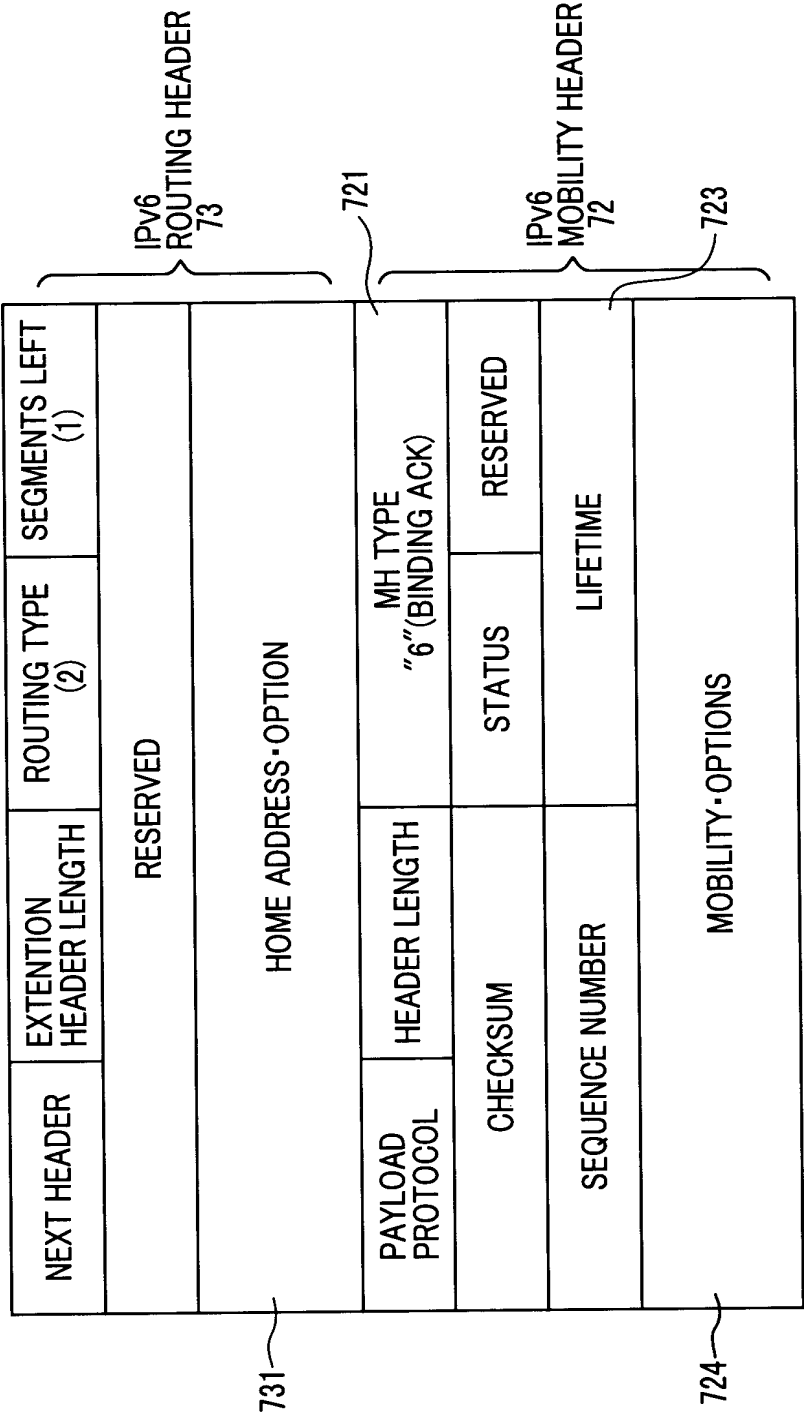 NEXT HEADER
EXTENTION
HEADER LENGTH
ROUTING TYPE
(2)
SEGMENTS LEFT
(1)
RESERVED
HOME ADDRESS·OPTION
731
IPv6
ROUTING HEADER
73
PAYLOAD
PROTOCOL
HEADER LENGTH
MH TYPE
"6"(BINDING ACK)
721
CHECKSUM
STATUS
RESERVED
SEQUENCE NUMBER
LIFETIME
723
MOBILITY·OPTIONS
724
IPv6
MOBILITY HEADER
72